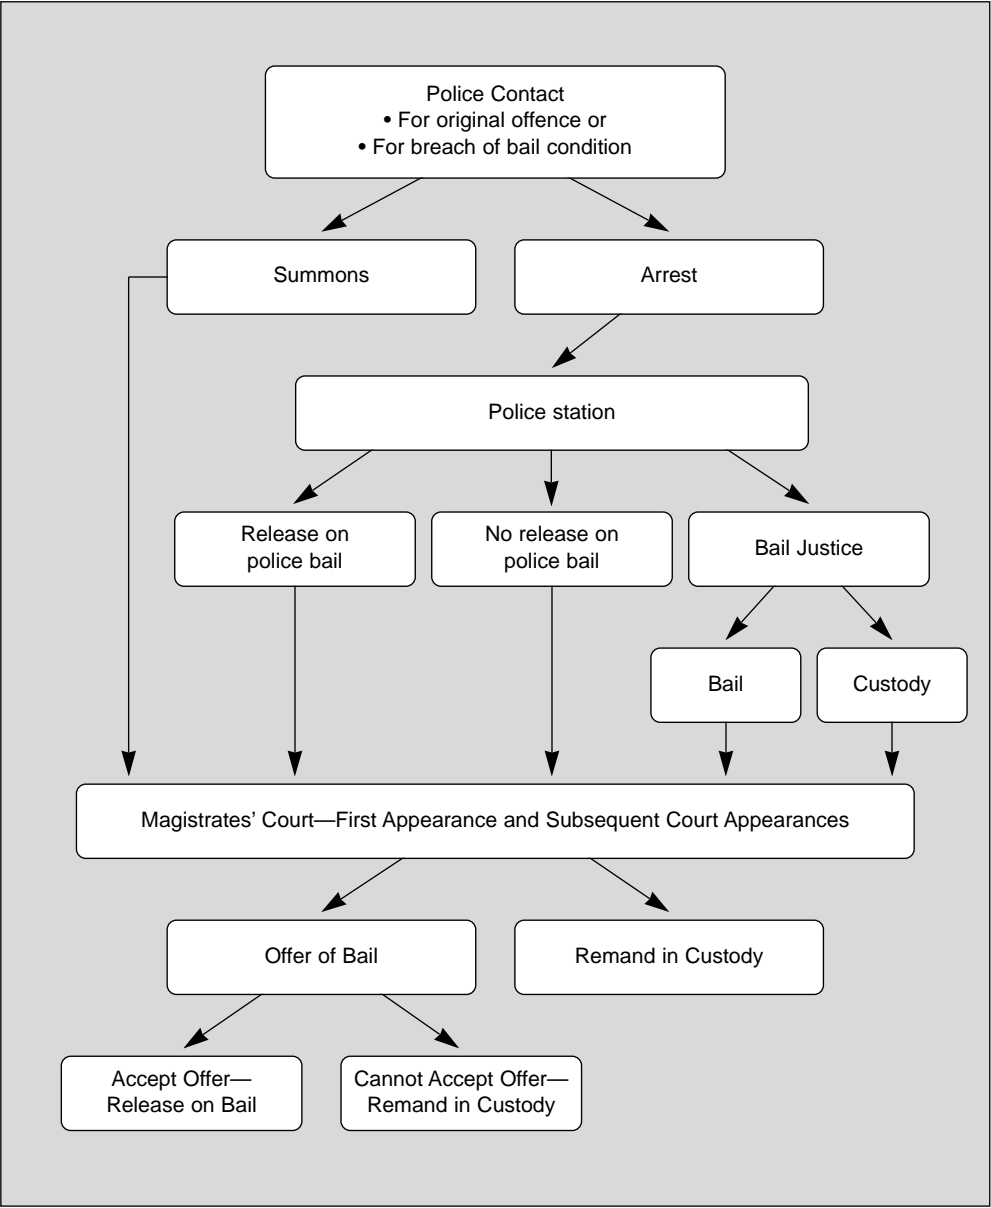 Police Contact
• For original offence or
• For breach of bail condition
Summons
Arrest
Police station
Release on
police bail
No release on
police bail
Bail Justice
Bail
Custody
Magistrates’ Court—First Appearance and Subsequent Court Appearances
Offer of Bail
Remand in Custody
Accept Offer—
Release on Bail
Cannot Accept Offer—
Remand in Custody